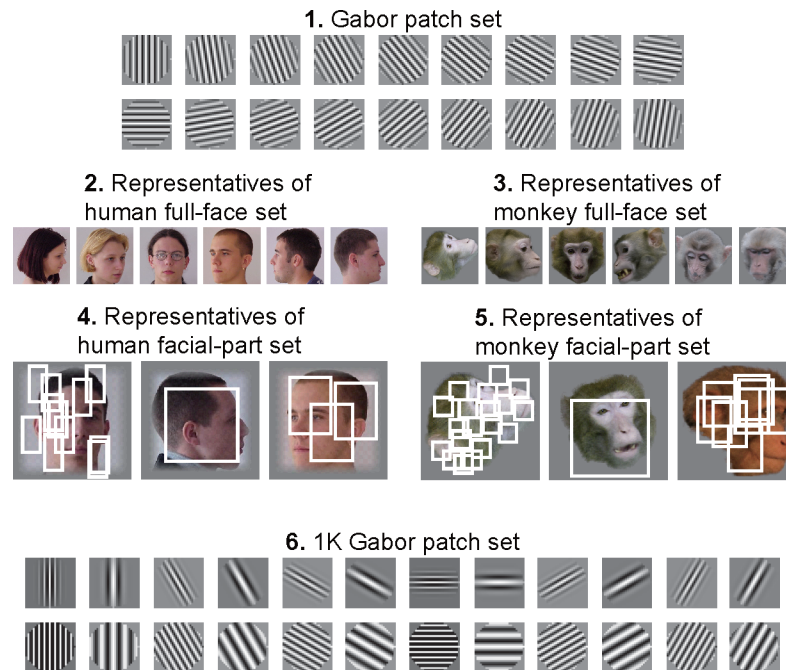 1. Gabor patch set
2. Representatives of
human full-face set
3. Representatives of
monkey full-face set
4. Representatives of
human facial-part set
5. Representatives of
monkey facial-part set
6. 1K Gabor patch set